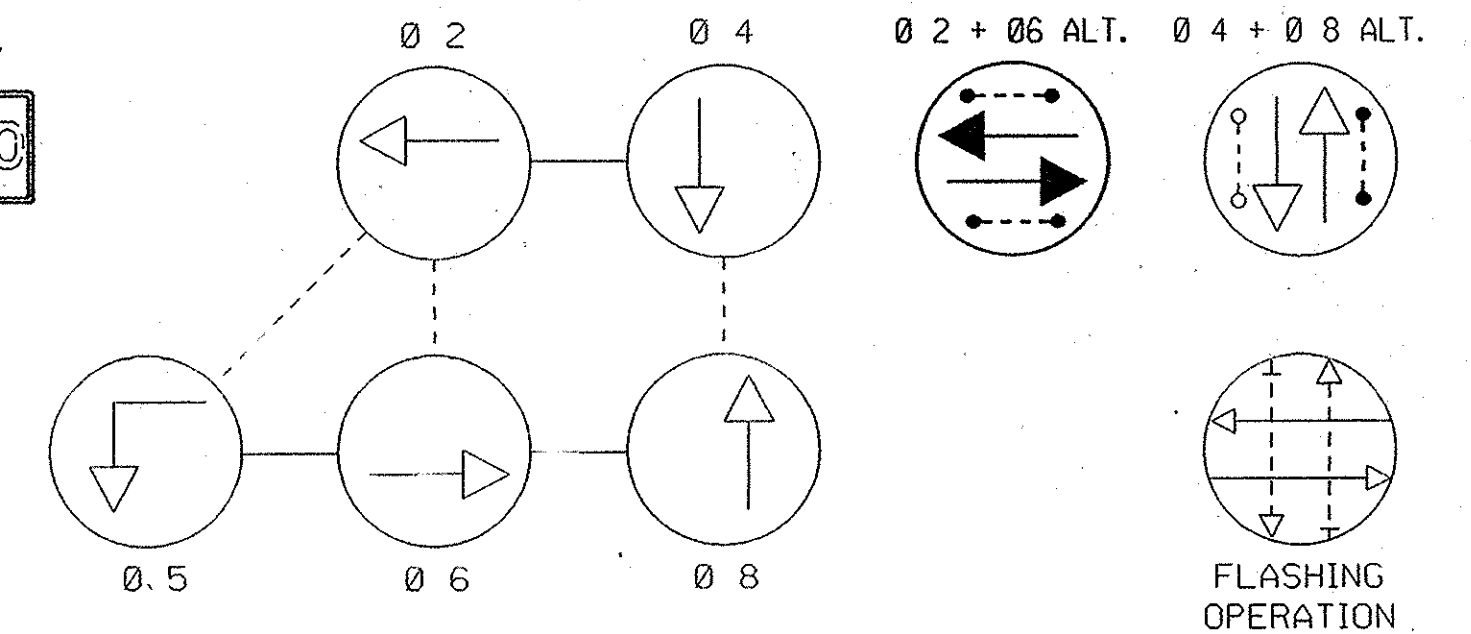 Ø 2
Ø 4
Ø 2 + Ø6 ALT.
Ø 4 + Ø 8 ALT.
Ø.5
Ø 6
Ø 8
FLASHING
OPERATION